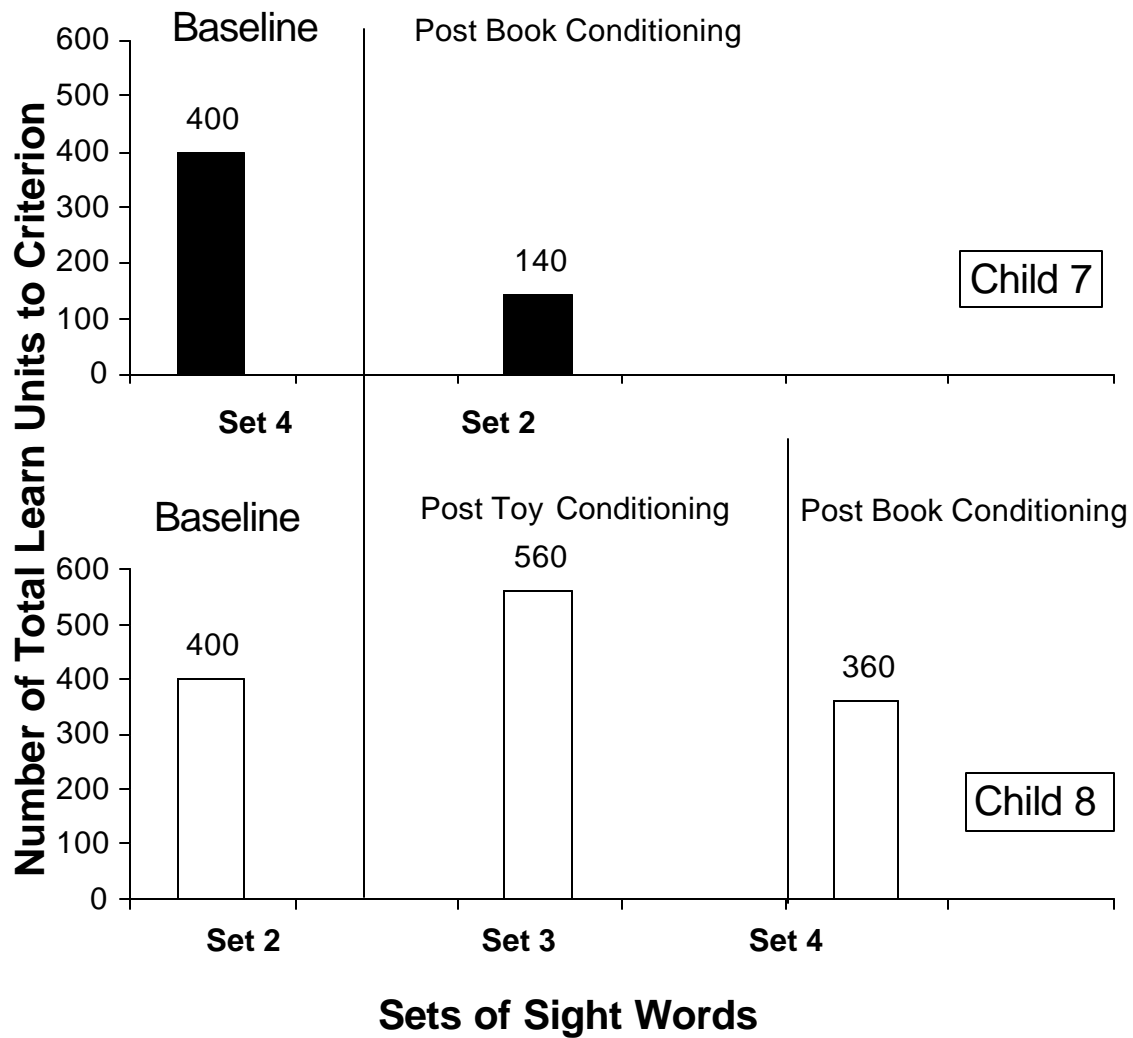 Number of Total Learn Units to Criterion
Baseline
Post Book Conditioning
600
500
400
300
200
100
0
400
140
Child 7
Set 4
Set 2
Baseline
Post Toy Conditioning
Post Book Conditioning
600
500
400
300
200
100
0
400
560
360
Child 8
Set 2
Set 3
Set 4
Sets of Sight Words